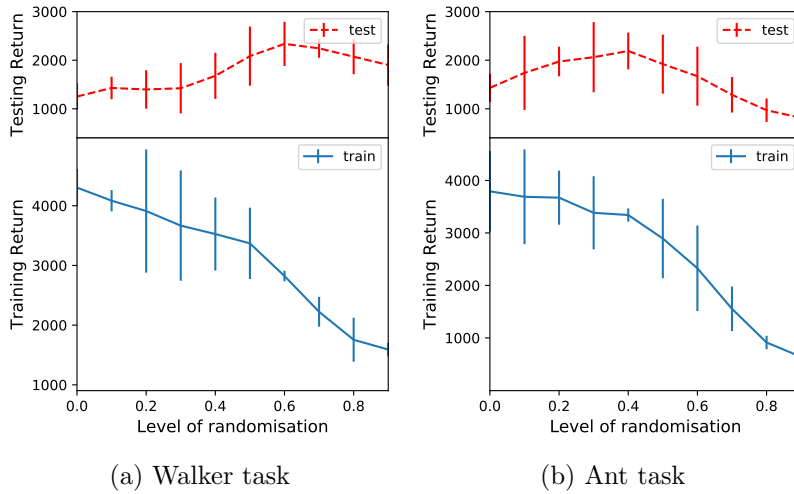 3000
2000
1000
Testing Return
test
4000
3000
2000
1000
Training Return
train
0.0 0.2 0.4 0.6 0.8
Level of randomisation
(a) Walker task
3000
2000
1000
Testing Return
test
4000
3000
2000
1000
Training Return
train
0.0 0.2 0.4 0.6 0.8
Level of randomisation
(b) Ant task